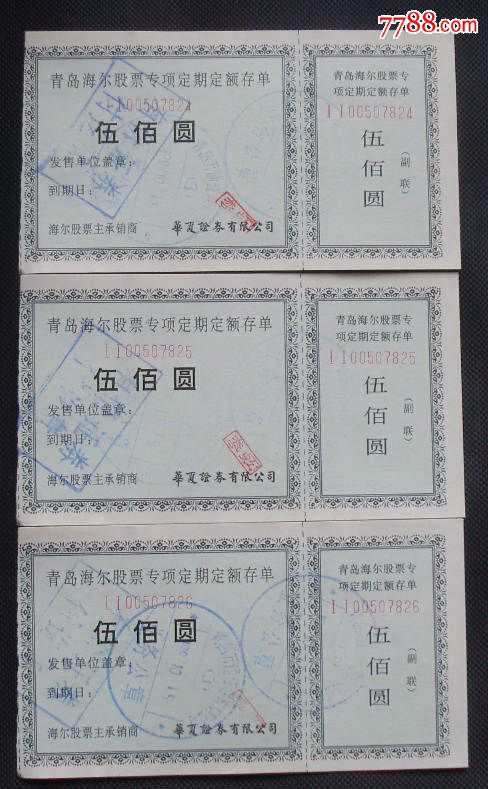 7788.com
青岛海尔股票专项定期定额存单
1100507824
伍佰圆
发售单位盖章：
到期日：
海尔股票主承销商 華夏證券有限公司
青岛海尔股票专
项定期定额存单
1100507824
伍佰圆
（副联）
青岛海尔股票专项定期定额存单
1100507825
伍佰圆
发售单位盖章：
到期日：
海尔股票主承销商 華夏證券有限公司
青岛海尔股票专
项定期定额存单
1100507825
伍佰圆
（副联）
青岛海尔股票专项定期定额存单
1100507826
伍佰圆
发售单位盖章：
到期日：
海尔股票主承销商 華夏證券有限公司
青岛海尔股票专
项定期定额存单
1100507826
伍佰圆
（副联）